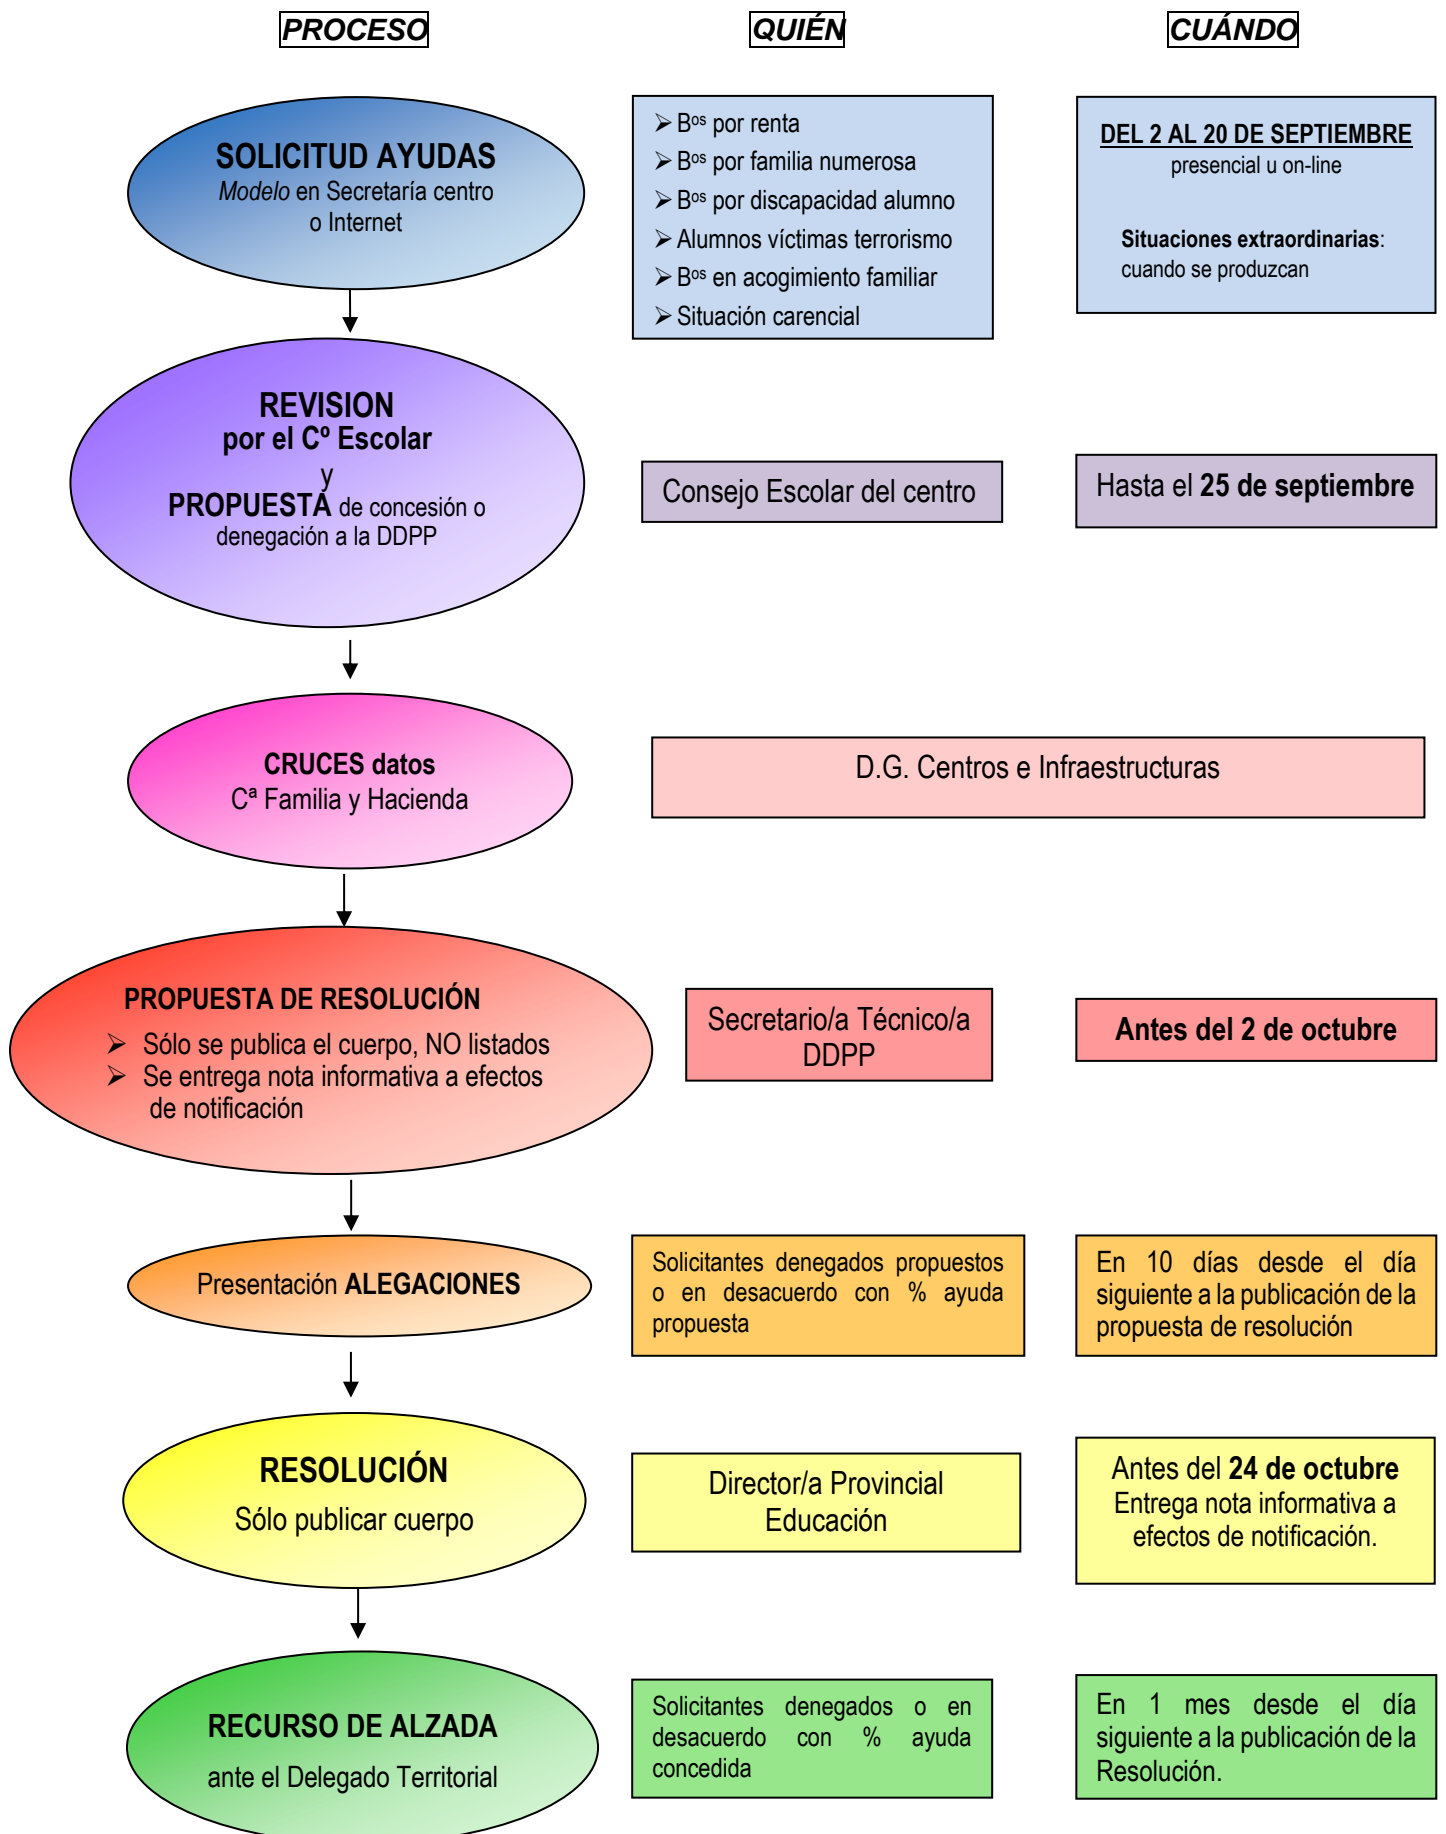 PROCESO
QUIÉN
CUÁNDO
SOLICITUD AYUDAS
Modelo en Secretaría centro
o Internet
➢ Bᵒˢ por renta
➢ Bᵒˢ por familia numerosa
➢ Bᵒˢ por discapacidad alumno
➢ Alumnos víctimas terrorismo
➢ Bᵒˢ en acogimiento familiar
➢ Situación carencial
DEL 2 AL 20 DE SEPTIEMBRE
presencial u on-line
Situaciones extraordinarias:
cuando se produzcan
REVISION
por el Cº Escolar
y
PROPUESTA de concesión o
denegación a la DDPP
Consejo Escolar del centro
Hasta el 25 de septiembre
CRUCES datos
Cª Familia y Hacienda
D.G. Centros e Infraestructuras
PROPUESTA DE RESOLUCIÓN
➢ Sólo se publica el cuerpo, NO listados
➢ Se entrega nota informativa a efectos
de notificación
Secretario/a Técnico/a
DDPP
Antes del 2 de octubre
Presentación ALEGACIONES
Solicitantes denegados propuestos
o en desacuerdo con % ayuda
propuesta
En 10 días desde el día
siguiente a la publicación de la
propuesta de resolución
RESOLUCIÓN
Sólo publicar cuerpo
Director/a Provincial
Educación
Antes del 24 de octubre
Entrega nota informativa a
efectos de notificación.
RECURSO DE ALZADA
ante el Delegado Territorial
Solicitantes denegados o en
desacuerdo con % ayuda
concedida
En 1 mes desde el día
siguiente a la publicación de la
Resolución.